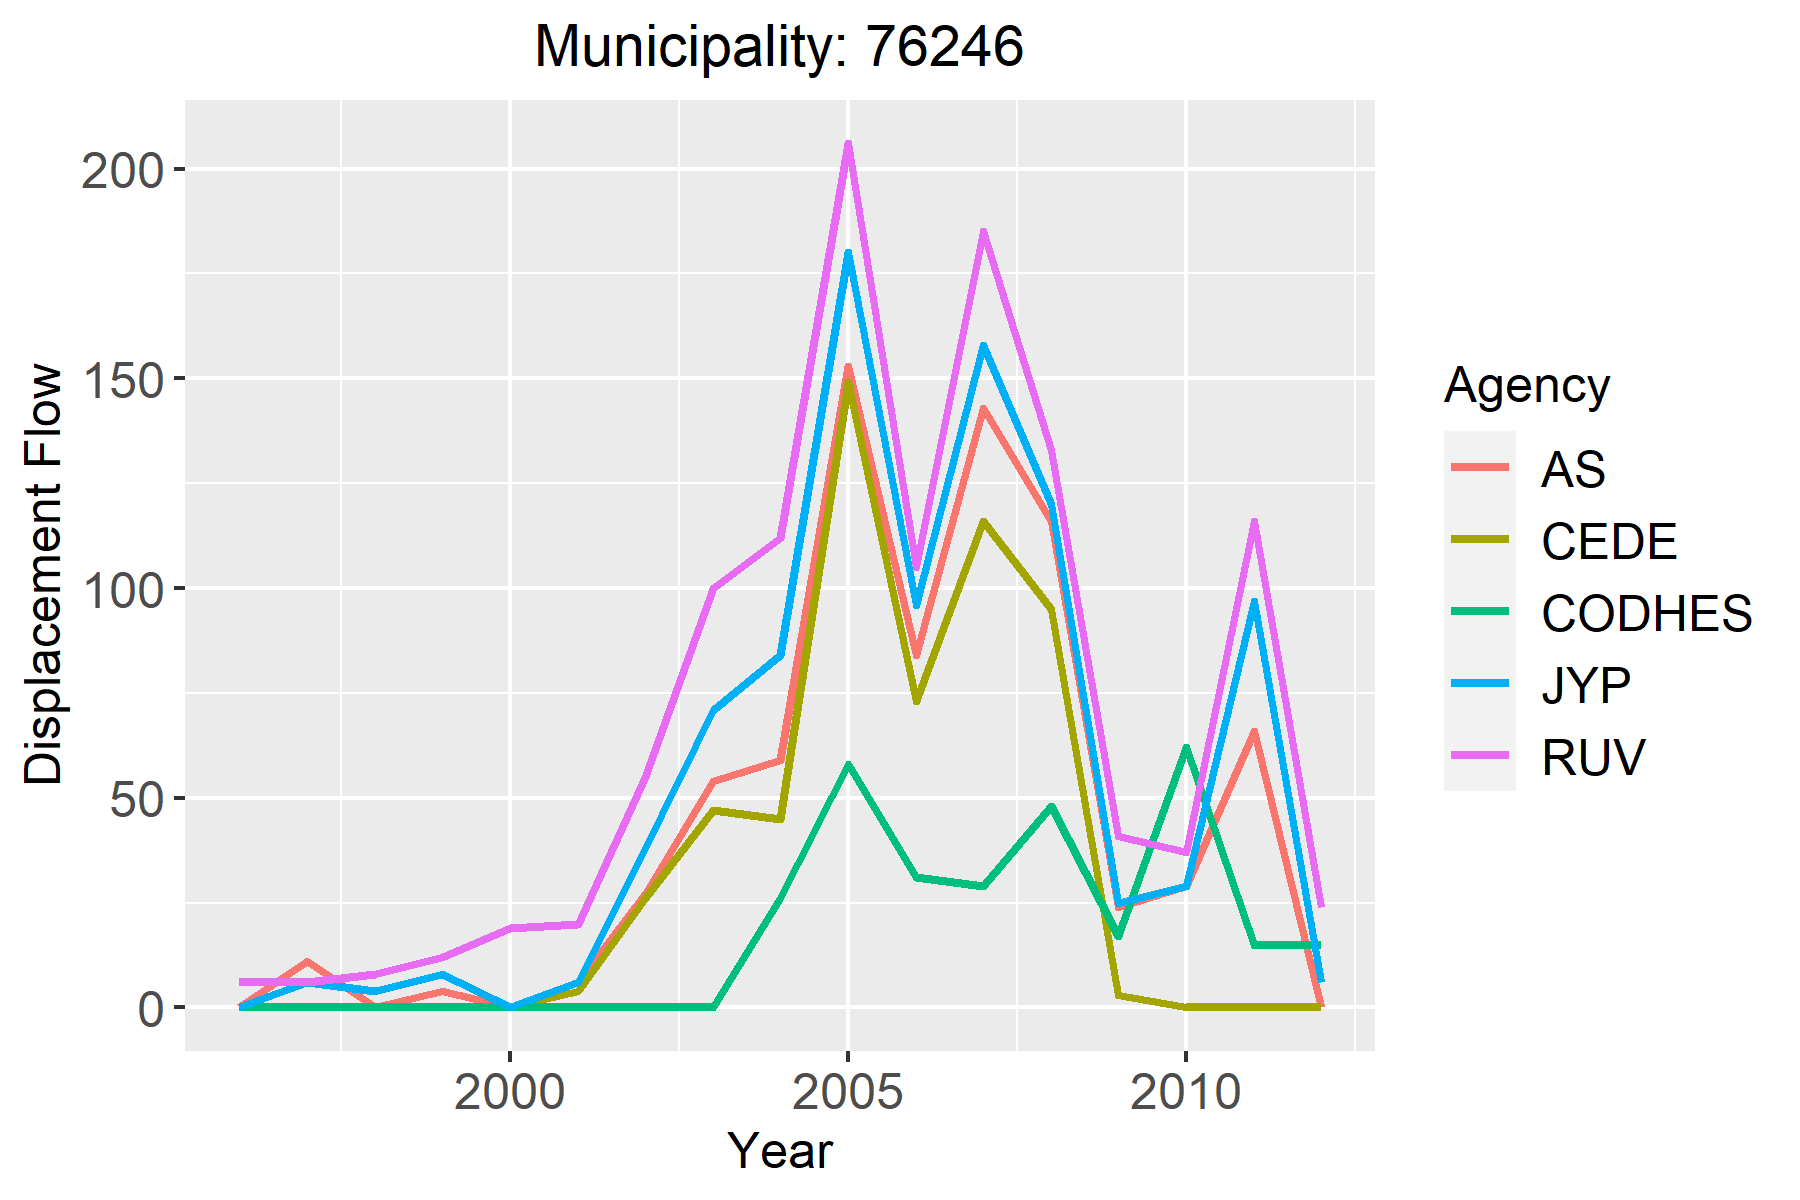 Municipality: 76246
Displacement Flow
200
150
100
50
0
2000 2005 2010
Year
Agency
AS
CEDE
CODHES
JYP
RUV